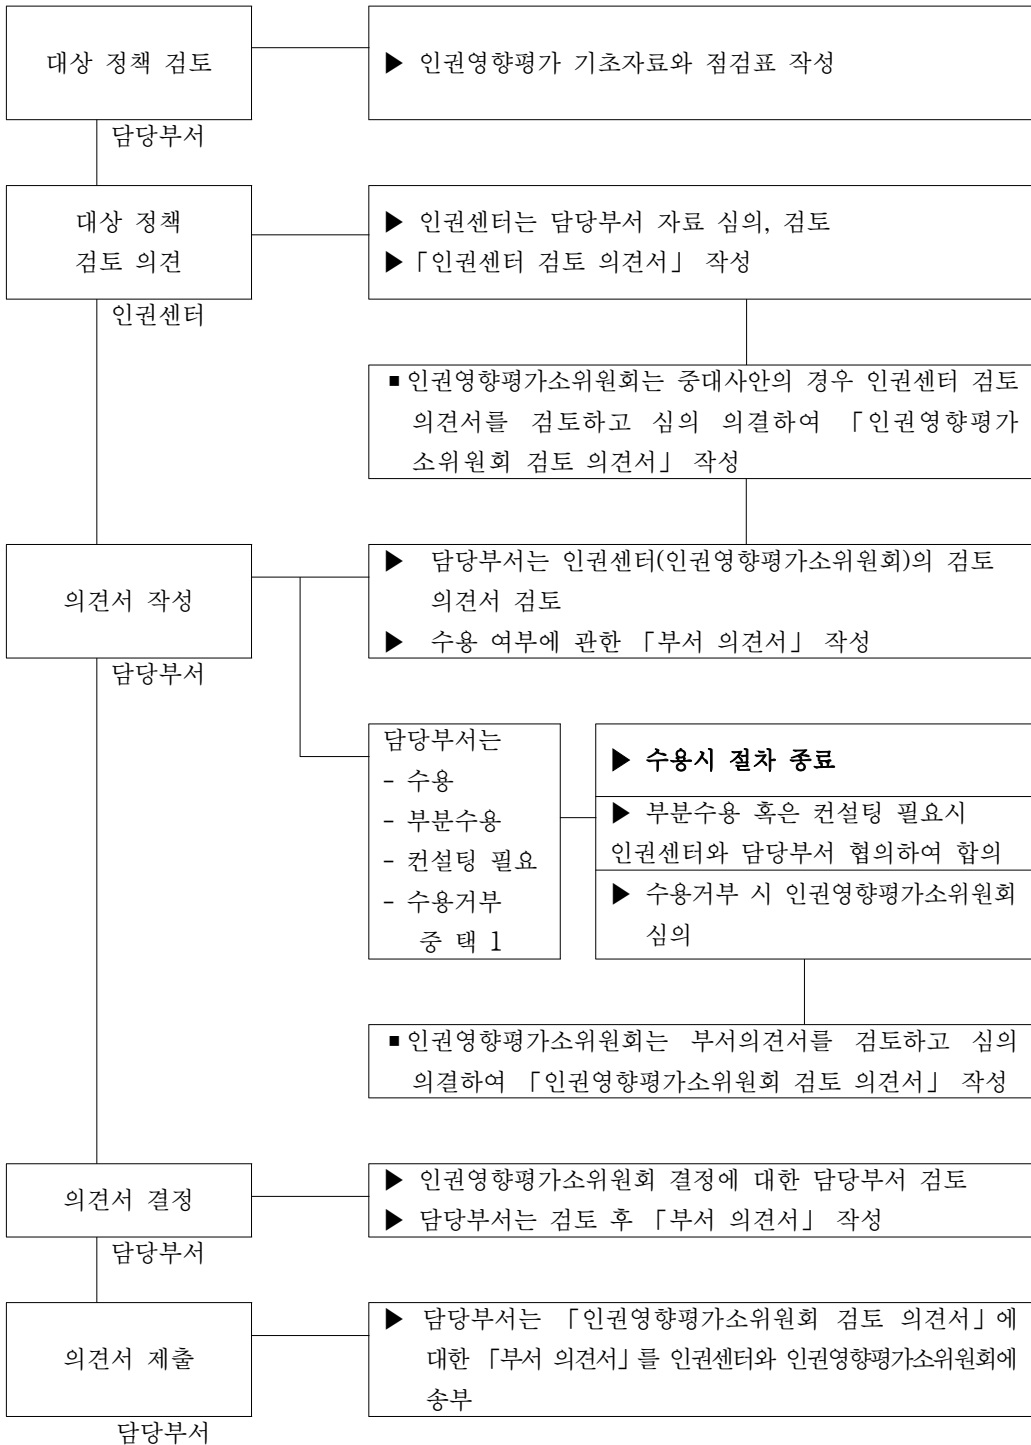 대상 정책 검토
▶ 인권영향평가 기초자료와 점검표 작성
담당부서
대상 정책
검토 의견
▶ 인권센터는 담당부서 자료 심의, 검토
▶「인권센터 검토 의견서」 작성
인권센터
▪인권영향평가소위원회는 중대사안의 경우 인권센터 검토
의견서를 검토하고 심의 의결하여 「인권영향평가
소위원회 검토 의견서」 작성
의견서 작성
▶ 담당부서는 인권센터(인권영향평가소위원회)의 검토
의견서 검토
▶ 수용 여부에 관한 「부서 의견서」 작성
담당부서
담당부서는
- 수용
- 부분수용
- 컨설팅 필요
- 수용거부
중 택 1
▶ 수용시 절차 종료
▶ 부분수용 혹은 컨설팅 필요시
인권센터와 담당부서 협의하여 합의
▶ 수용거부 시 인권영향평가소위원회
심의
▪인권영향평가소위원회는 부서의견서를 검토하고 심의
의결하여 「인권영향평가소위원회 검토 의견서」 작성
의견서 결정
▶ 인권영향평가소위원회 결정에 대한 담당부서 검토
▶ 담당부서는 검토 후 「부서 의견서」 작성
담당부서
의견서 제출
▶ 담당부서는 「인권영향평가소위원회 검토 의견서」에
대한 「부서 의견서」를 인권센터와 인권영향평가소위원회에
송부
담당부서